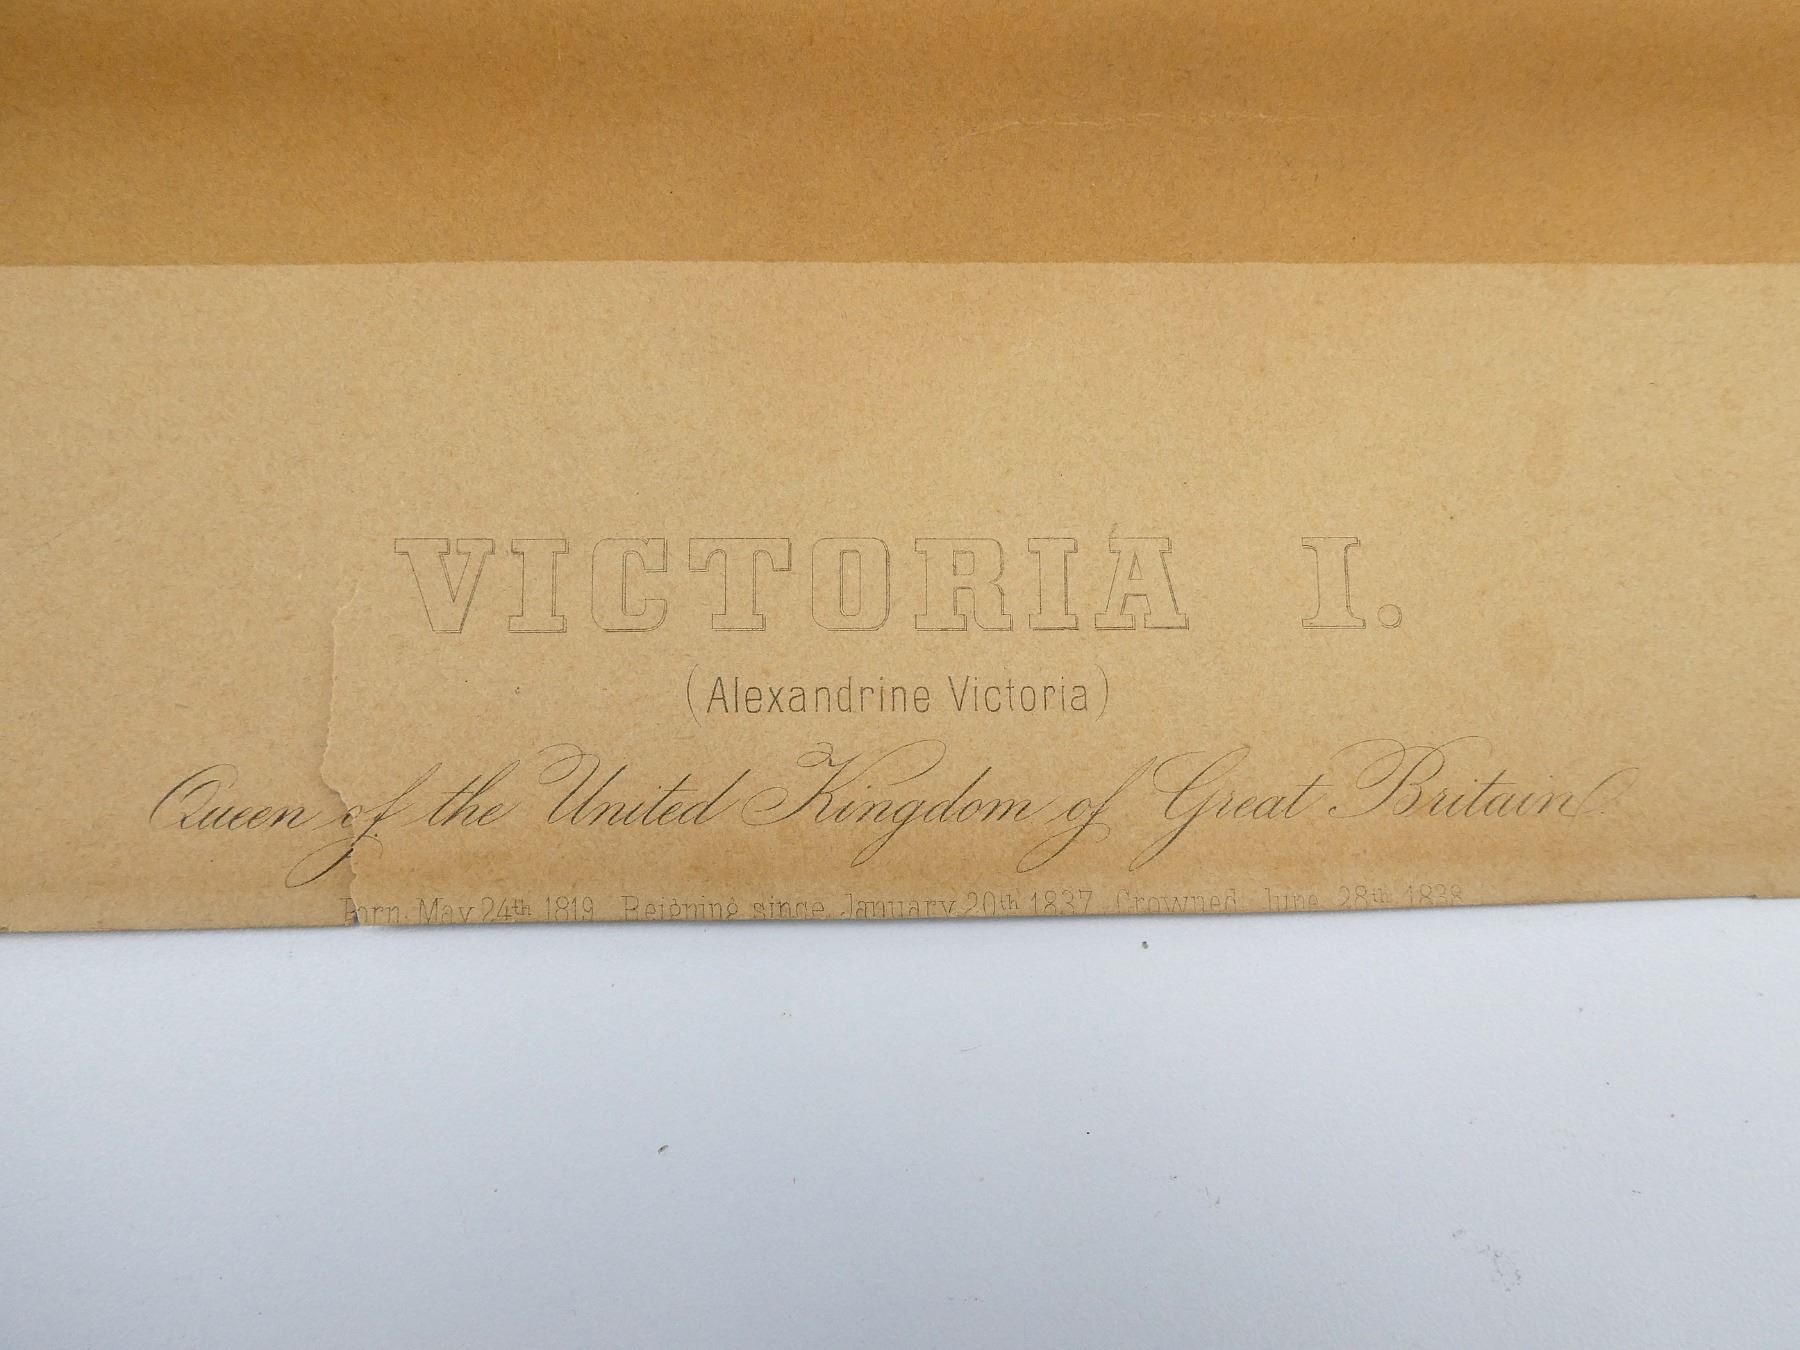 VICTORIA I.
(Alexandrine Victoria)
Queen of the United Kingdom of Great Britain.
Born May 24th 1819. Reigning since January 20th 1837. Crowned June 28th 1838